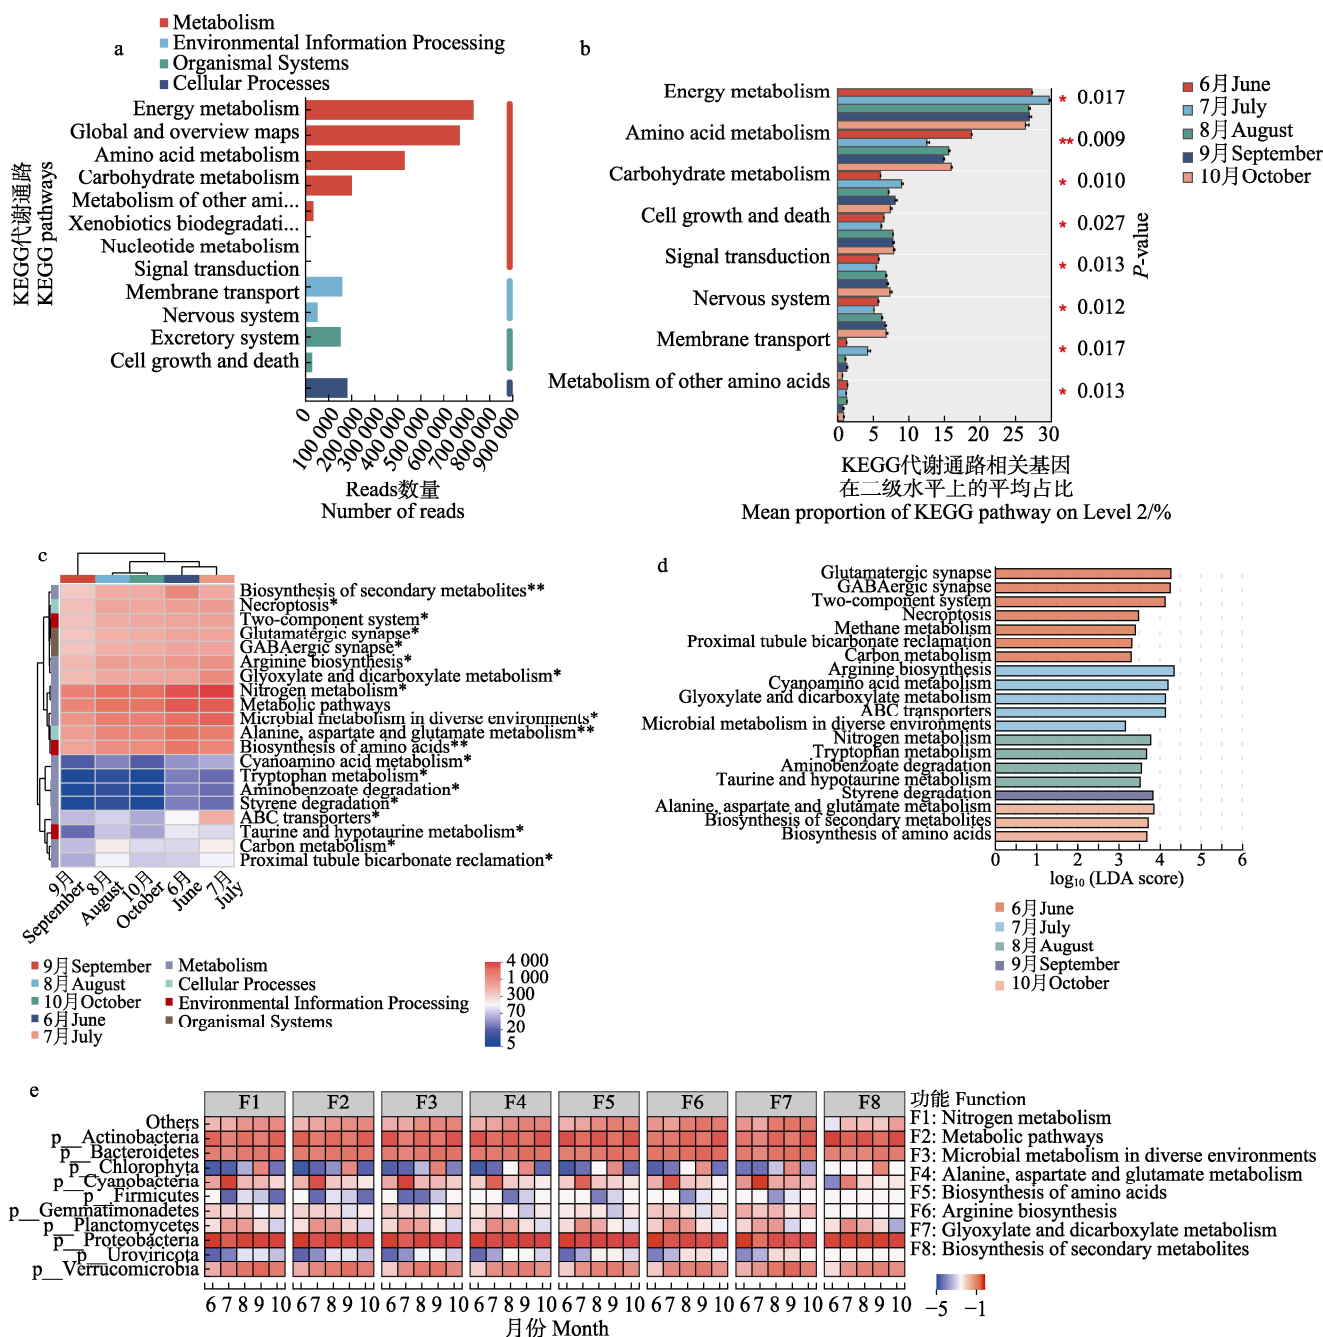 a
Metabolism
Environmental Information Processing
Organismal Systems
Cellular Processes
KEGG代谢通路
KEGG pathways
Energy metabolism
Global and overview maps
Amino acid metabolism
Carbohydrate metabolism
Metabolism of other ami...
Xenobiotics biodegradati...
Nucleotide metabolism
Signal transduction
Membrane transport
Nervous system
Excretory system
Cell growth and death
0
100 000
200 000
300 000
400 000
500 000
600 000
700 000
800 000
900 000
Reads数量
Number of reads
b
Energy metabolism
Amino acid metabolism
Carbohydrate metabolism
Cell growth and death
Signal transduction
Nervous system
Membrane transport
Metabolism of other amino acids
* 0.017
** 0.009
* 0.010
* 0.027
* 0.013
* 0.012
* 0.017
* 0.013
P-value
6月June
7月July
8月August
9月September
10月October
0 5 10 15 20 25 30
KEGG代谢通路相关基因
在二级水平上的平均占比
Mean proportion of KEGG pathway on Level 2/%
c
Biosynthesis of secondary metabolites**
Necroptosis*
Two-component system*
Glutamatergic synapse*
GABAergic synapse*
Arginine biosynthesis*
Glyoxylate and dicarboxylate metabolism*
Nitrogen metabolism*
Metabolic pathways
Microbial metabolism in diverse environments*
Alanine, aspartate and glutamate metabolism**
Biosynthesis of amino acids**
Cyanoamino acid metabolism*
Tryptophan metabolism*
Aminobenzoate degradation*
Styrene degradation*
ABC transporters*
Taurine and hypotaurine metabolism*
Carbon metabolism*
Proximal tubule bicarbonate reclamation*
9月
September
8月
August
10月
October
6月
June
7月
July
9月September
8月August
10月October
6月June
7月July
Metabolism
Cellular Processes
Environmental Information Processing
Organismal Systems
4 000
1 000
300
70
20
5
d
Glutamatergic synapse
GABAergic synapse
Two-component system
Necroptosis
Methane metabolism
Proximal tubule bicarbonate reclamation
Carbon metabolism
Arginine biosynthesis
Cyanoamino acid metabolism
Glyoxylate and dicarboxylate metabolism
ABC transporters
Microbial metabolism in diverse environments
Nitrogen metabolism
Tryptophan metabolism
Aminobenzoate degradation
Taurine and hypotaurine metabolism
Styrene degradation
Alanine, aspartate and glutamate metabolism
Biosynthesis of secondary metabolites
Biosynthesis of amino acids
0 1 2 3 4 5 6
log₁₀ (LDA score)
6月June
7月July
8月August
9月September
10月October
e
F1 F2 F3 F4 F5 F6 F7 F8
Others
p__Actinobacteria
p__Bacteroidetes
p__Chlorophyta
p__Cyanobacteria
p__Firmicutes
p__Gemmatimonadetes
p__Planctomycetes
p__Proteobacteria
p__Uroviricota
p__Verrucomicrobia
6 7 8 9 10 6 7 8 9 10 6 7 8 9 10 6 7 8 9 10 6 7 8 9 10 6 7 8 9 10 6 7 8 9 10 6 7 8 9 10
月份 Month
功能 Function
F1: Nitrogen metabolism
F2: Metabolic pathways
F3: Microbial metabolism in diverse environments
F4: Alanine, aspartate and glutamate metabolism
F5: Biosynthesis of amino acids
F6: Arginine biosynthesis
F7: Glyoxylate and dicarboxylate metabolism
F8: Biosynthesis of secondary metabolites
−5 −1